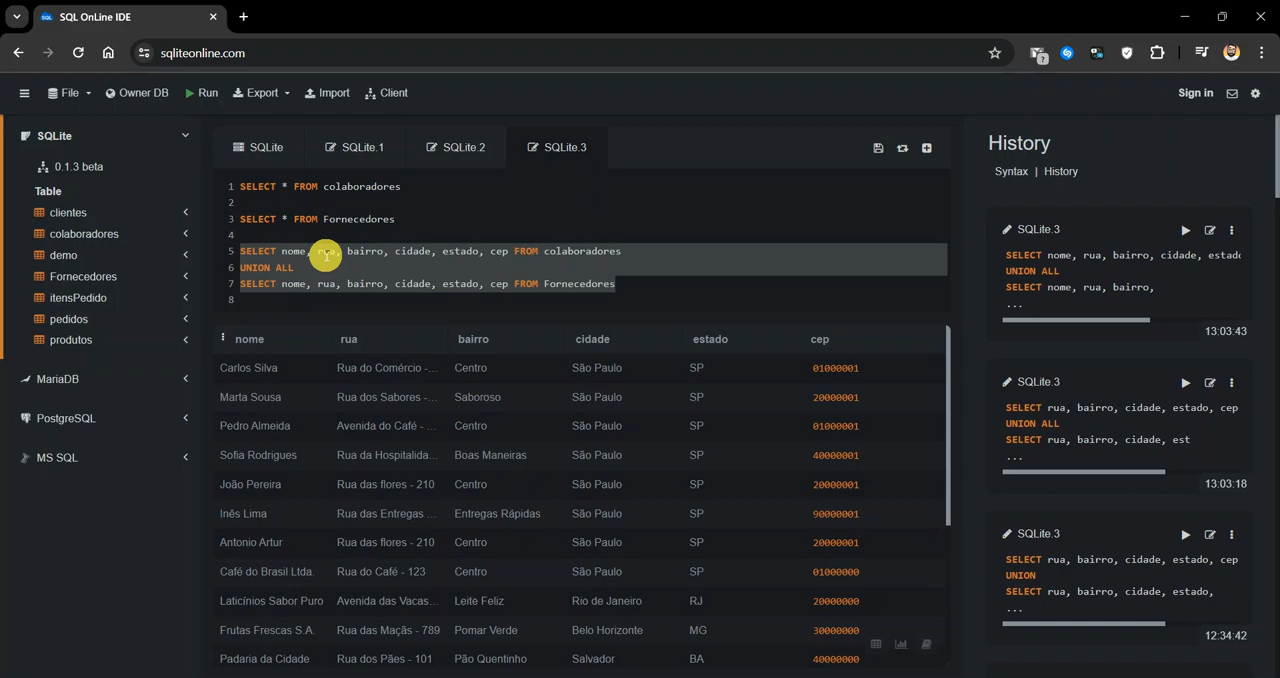 SQL OnLine IDE
sqliteonline.com
File
Owner DB
Run
Export
Import
Client
Sign in
SQLite
0.1.3 beta
Table
clientes
colaboradores
demo
Fornecedores
itensPedido
pedidos
produtos
MariaDB
PostgreSQL
MS SQL
SQLite
SQLite.1
SQLite.2
SQLite.3
1 SELECT * FROM colaboradores
2
3 SELECT * FROM Fornecedores
4
5 SELECT nome, rua, bairro, cidade, estado, cep FROM colaboradores
6 UNION ALL
7 SELECT nome, rua, bairro, cidade, estado, cep FROM Fornecedores
8
nome rua bairro cidade estado cep
Carlos Silva Rua do Comércio -... Centro São Paulo SP 01000001
Marta Sousa Rua dos Sabores -... Saboroso São Paulo SP 20000001
Pedro Almeida Avenida do Café - ... Centro São Paulo SP 01000001
Sofia Rodrigues Rua da Hospitalida... Boas Maneiras São Paulo SP 40000001
João Pereira Rua das flores - 210 Centro São Paulo SP 20000001
Inês Lima Rua das Entregas ... Entregas Rápidas São Paulo SP 90000001
Antonio Artur Rua das flores - 210 Centro São Paulo SP 20000001
Café do Brasil Ltda. Rua do Café - 123 Centro São Paulo SP 01000000
Laticínios Sabor Puro Avenida das Vacas... Leite Feliz Rio de Janeiro RJ 20000000
Frutas Frescas S.A. Rua das Maçãs - 789 Pomar Verde Belo Horizonte MG 30000000
Padaria da Cidade Rua dos Pães - 101 Pão Quentinho Salvador BA 40000000
History
Syntax | History
SQLite.3
SELECT nome, rua, bairro, cidade, estado
UNION ALL
SELECT nome, rua, bairro,
...
13:03:43
SQLite.3
SELECT rua, bairro, cidade, estado, cep
UNION ALL
SELECT rua, bairro, cidade, est
...
13:03:18
SQLite.3
SELECT rua, bairro, cidade, estado, cep
UNION
SELECT rua, bairro, cidade, estado,
...
12:34:42